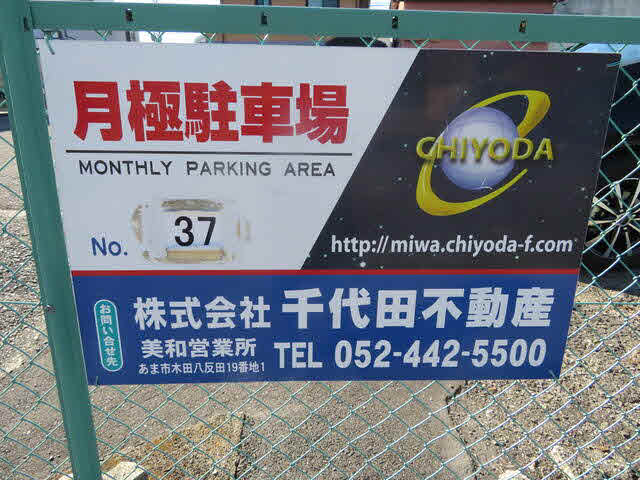 月極駐車場
MONTHLY PARKING AREA
No. 37
CHIYODA
http://miwa.chiyoda-f.com
お問い合せ先
株式会社 千代田不動産
美和営業所 TEL 052-442-5500
あま市木田八反田19番地1